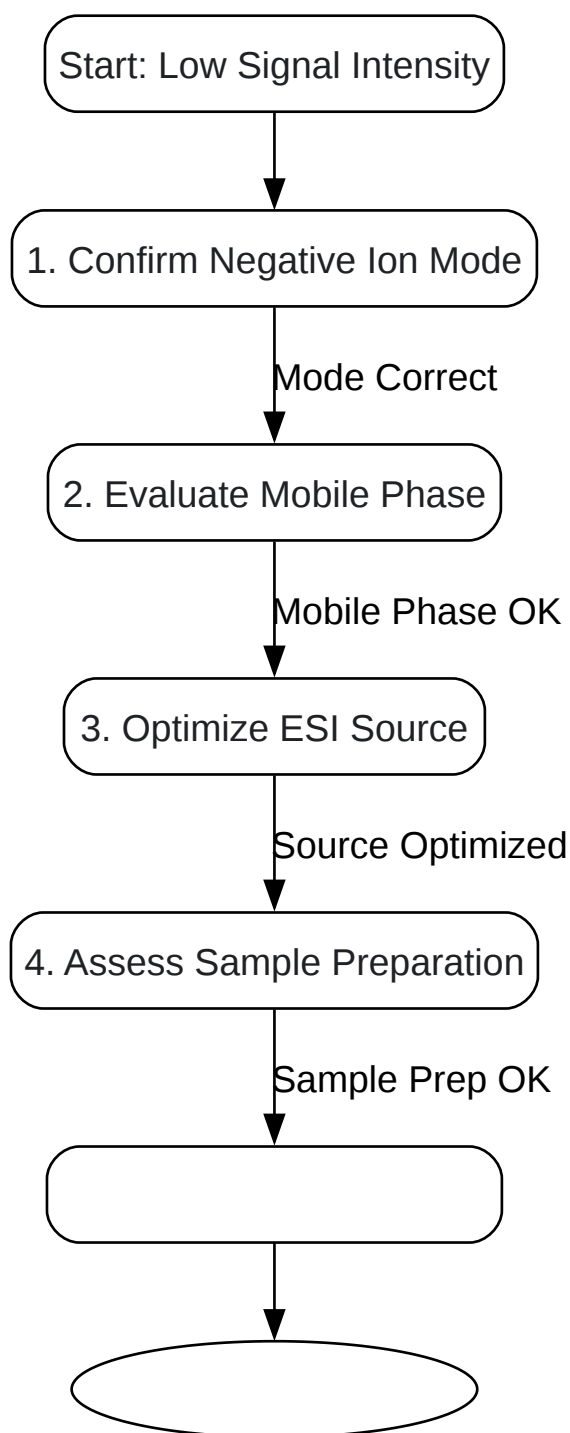 Start: Low Signal Intensity
1. Confirm Negative Ion Mode
Mode Correct
2. Evaluate Mobile Phase
Mobile Phase OK
3. Optimize ESI Source
Source Optimized
4. Assess Sample Preparation
Sample Prep OK